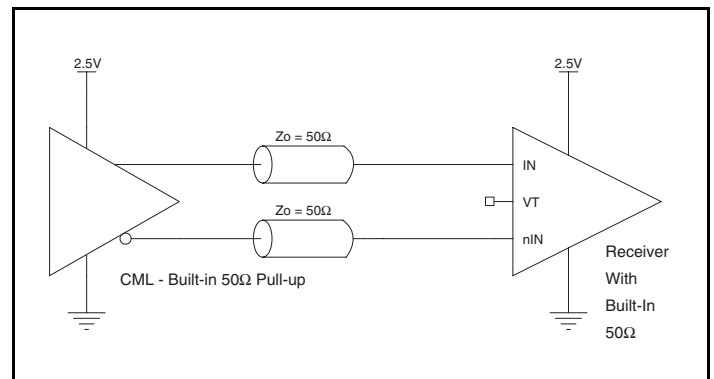 2.5V
2.5V
Zo = 50Ω
IN
VT
Zo = 50Ω
nIN
CML - Built-in 50Ω Pull-up
Receiver
With
Built-In
50Ω